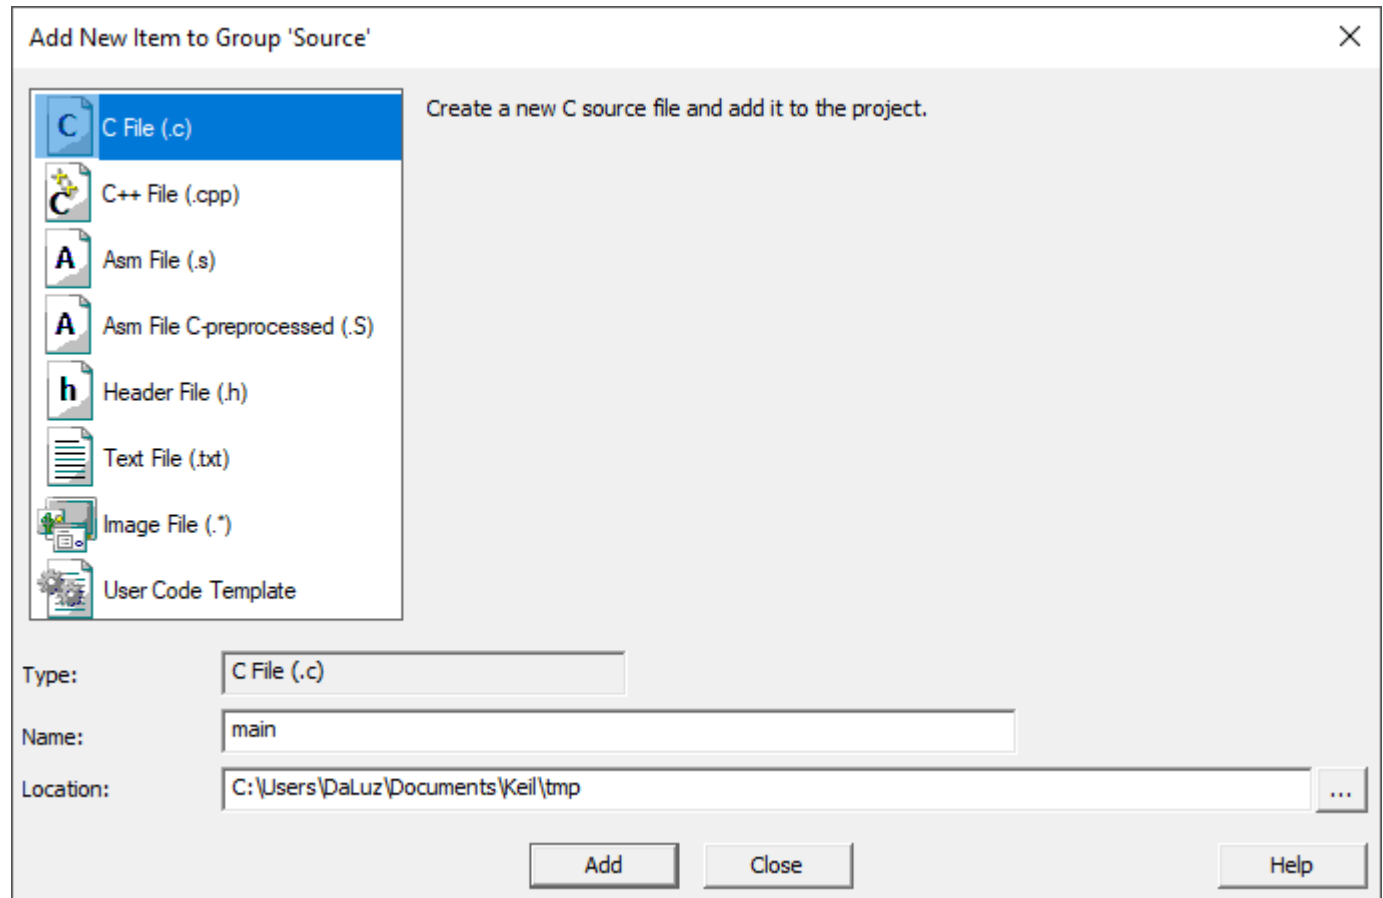 Add New Item to Group 'Source'
C File (.c)
Create a new C source file and add it to the project.
C++ File (.cpp)
Asm File (.s)
Asm File C-preprocessed (.S)
Header File (.h)
Text File (.txt)
Image File (.*)
User Code Template
Type:
C File (.c)
Name:
main
Location:
C:\Users\DaLuz\Documents\Keil\tmp
...
Add
Close
Help